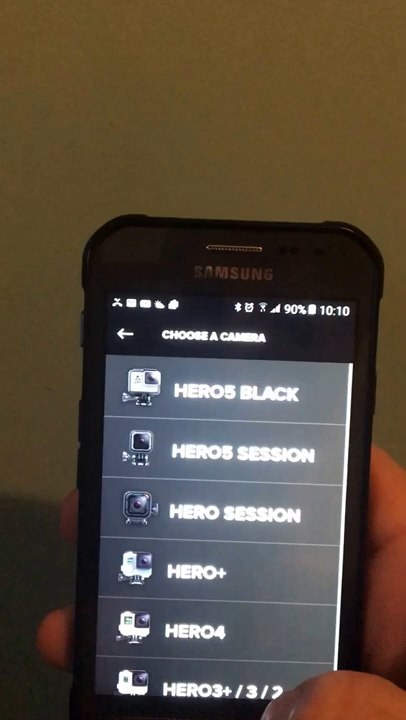 SAMSUNG
90% 10:10
CHOOSE A CAMERA
HERO5 BLACK
HERO5 SESSION
HERO SESSION
HERO+
HERO4
HERO3+ / 3 / 2